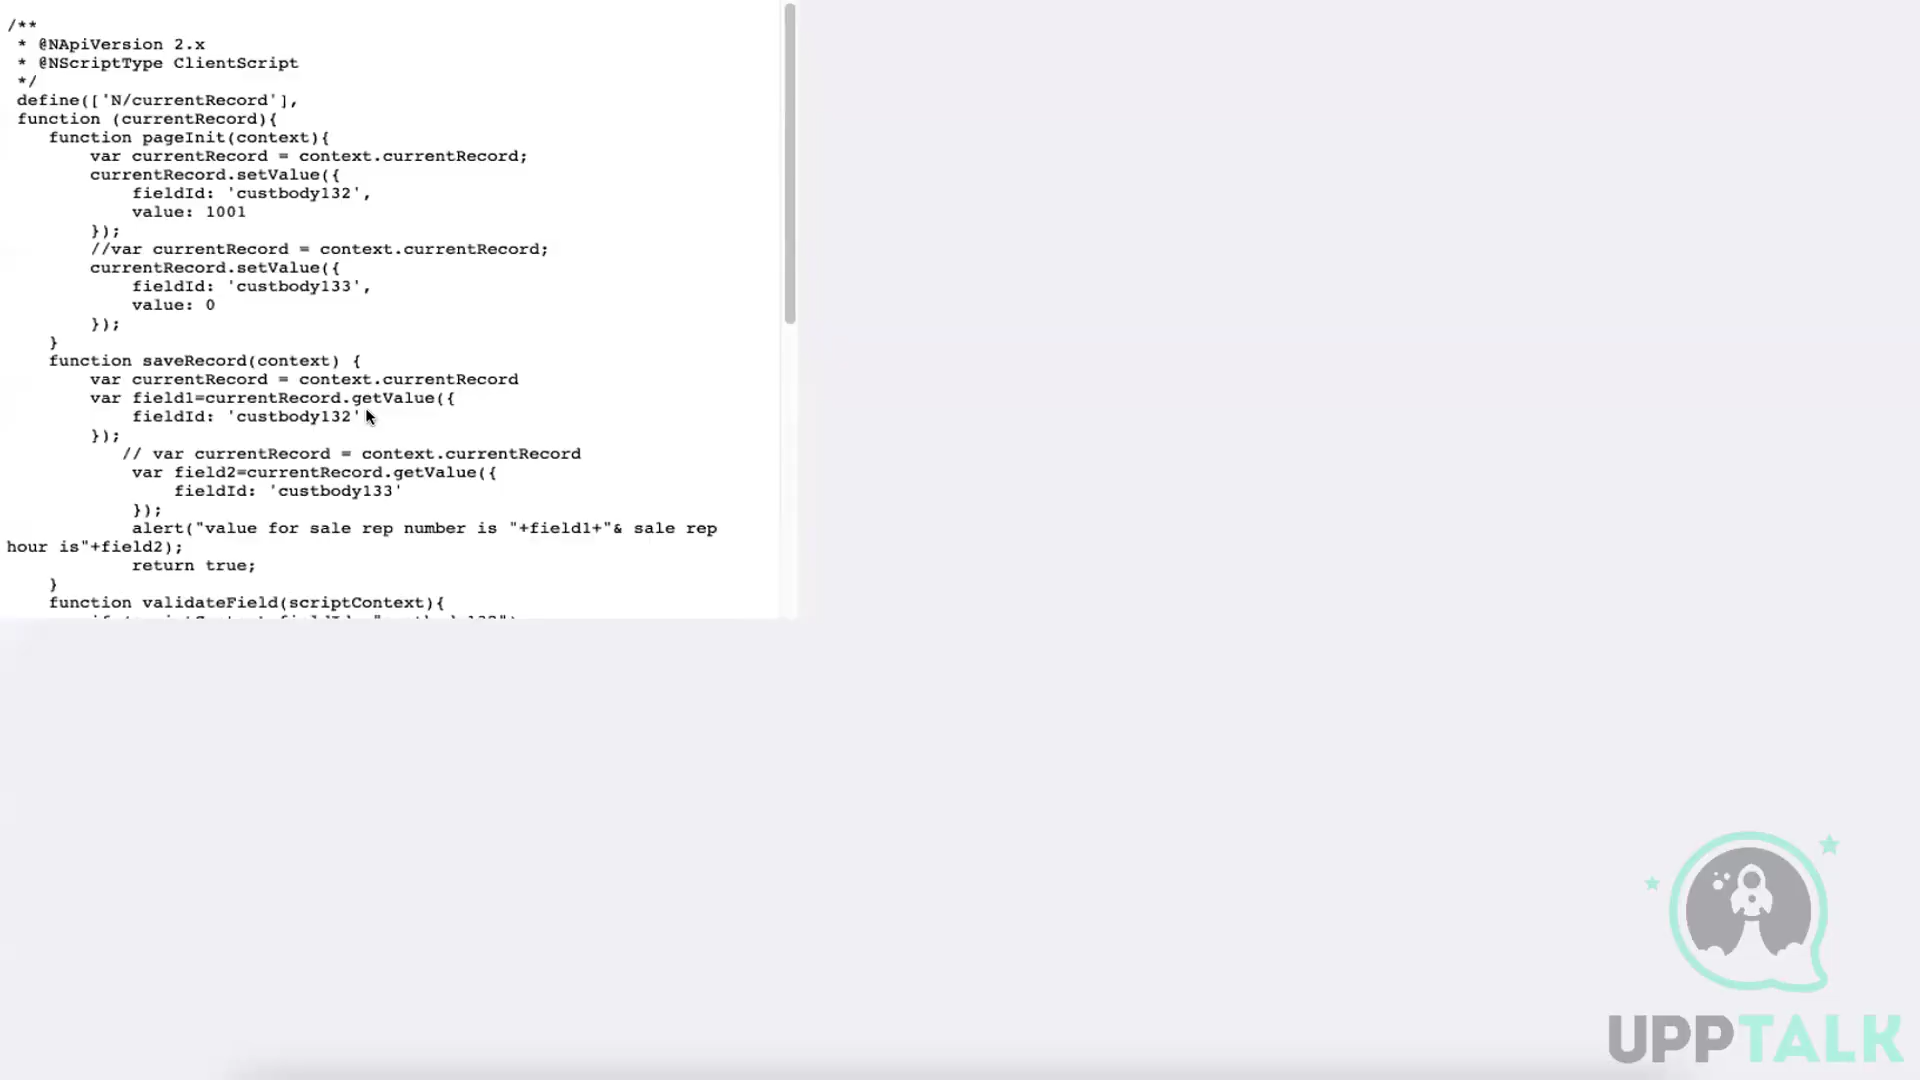 /**
 * @NApiVersion 2.x
 * @NScriptType ClientScript
 */
 define(['N/currentRecord'],
 function (currentRecord){
    function pageInit(context){
        var currentRecord = context.currentRecord;
        currentRecord.setValue({
            fieldId: 'custbody132',
            value: 1001
        });
        //var currentRecord = context.currentRecord;
        currentRecord.setValue({
            fieldId: 'custbody133',
            value: 0
        });
    }
    function saveRecord(context) {
        var currentRecord = context.currentRecord
        var field1=currentRecord.getValue({
            fieldId: 'custbody132'
        });
           // var currentRecord = context.currentRecord
            var field2=currentRecord.getValue({
                fieldId: 'custbody133'
            });
            alert("value for sale rep number is "+field1+"& sale rep
hour is"+field2);
            return true;
    }
    function validateField(scriptContext){
UPPTALK